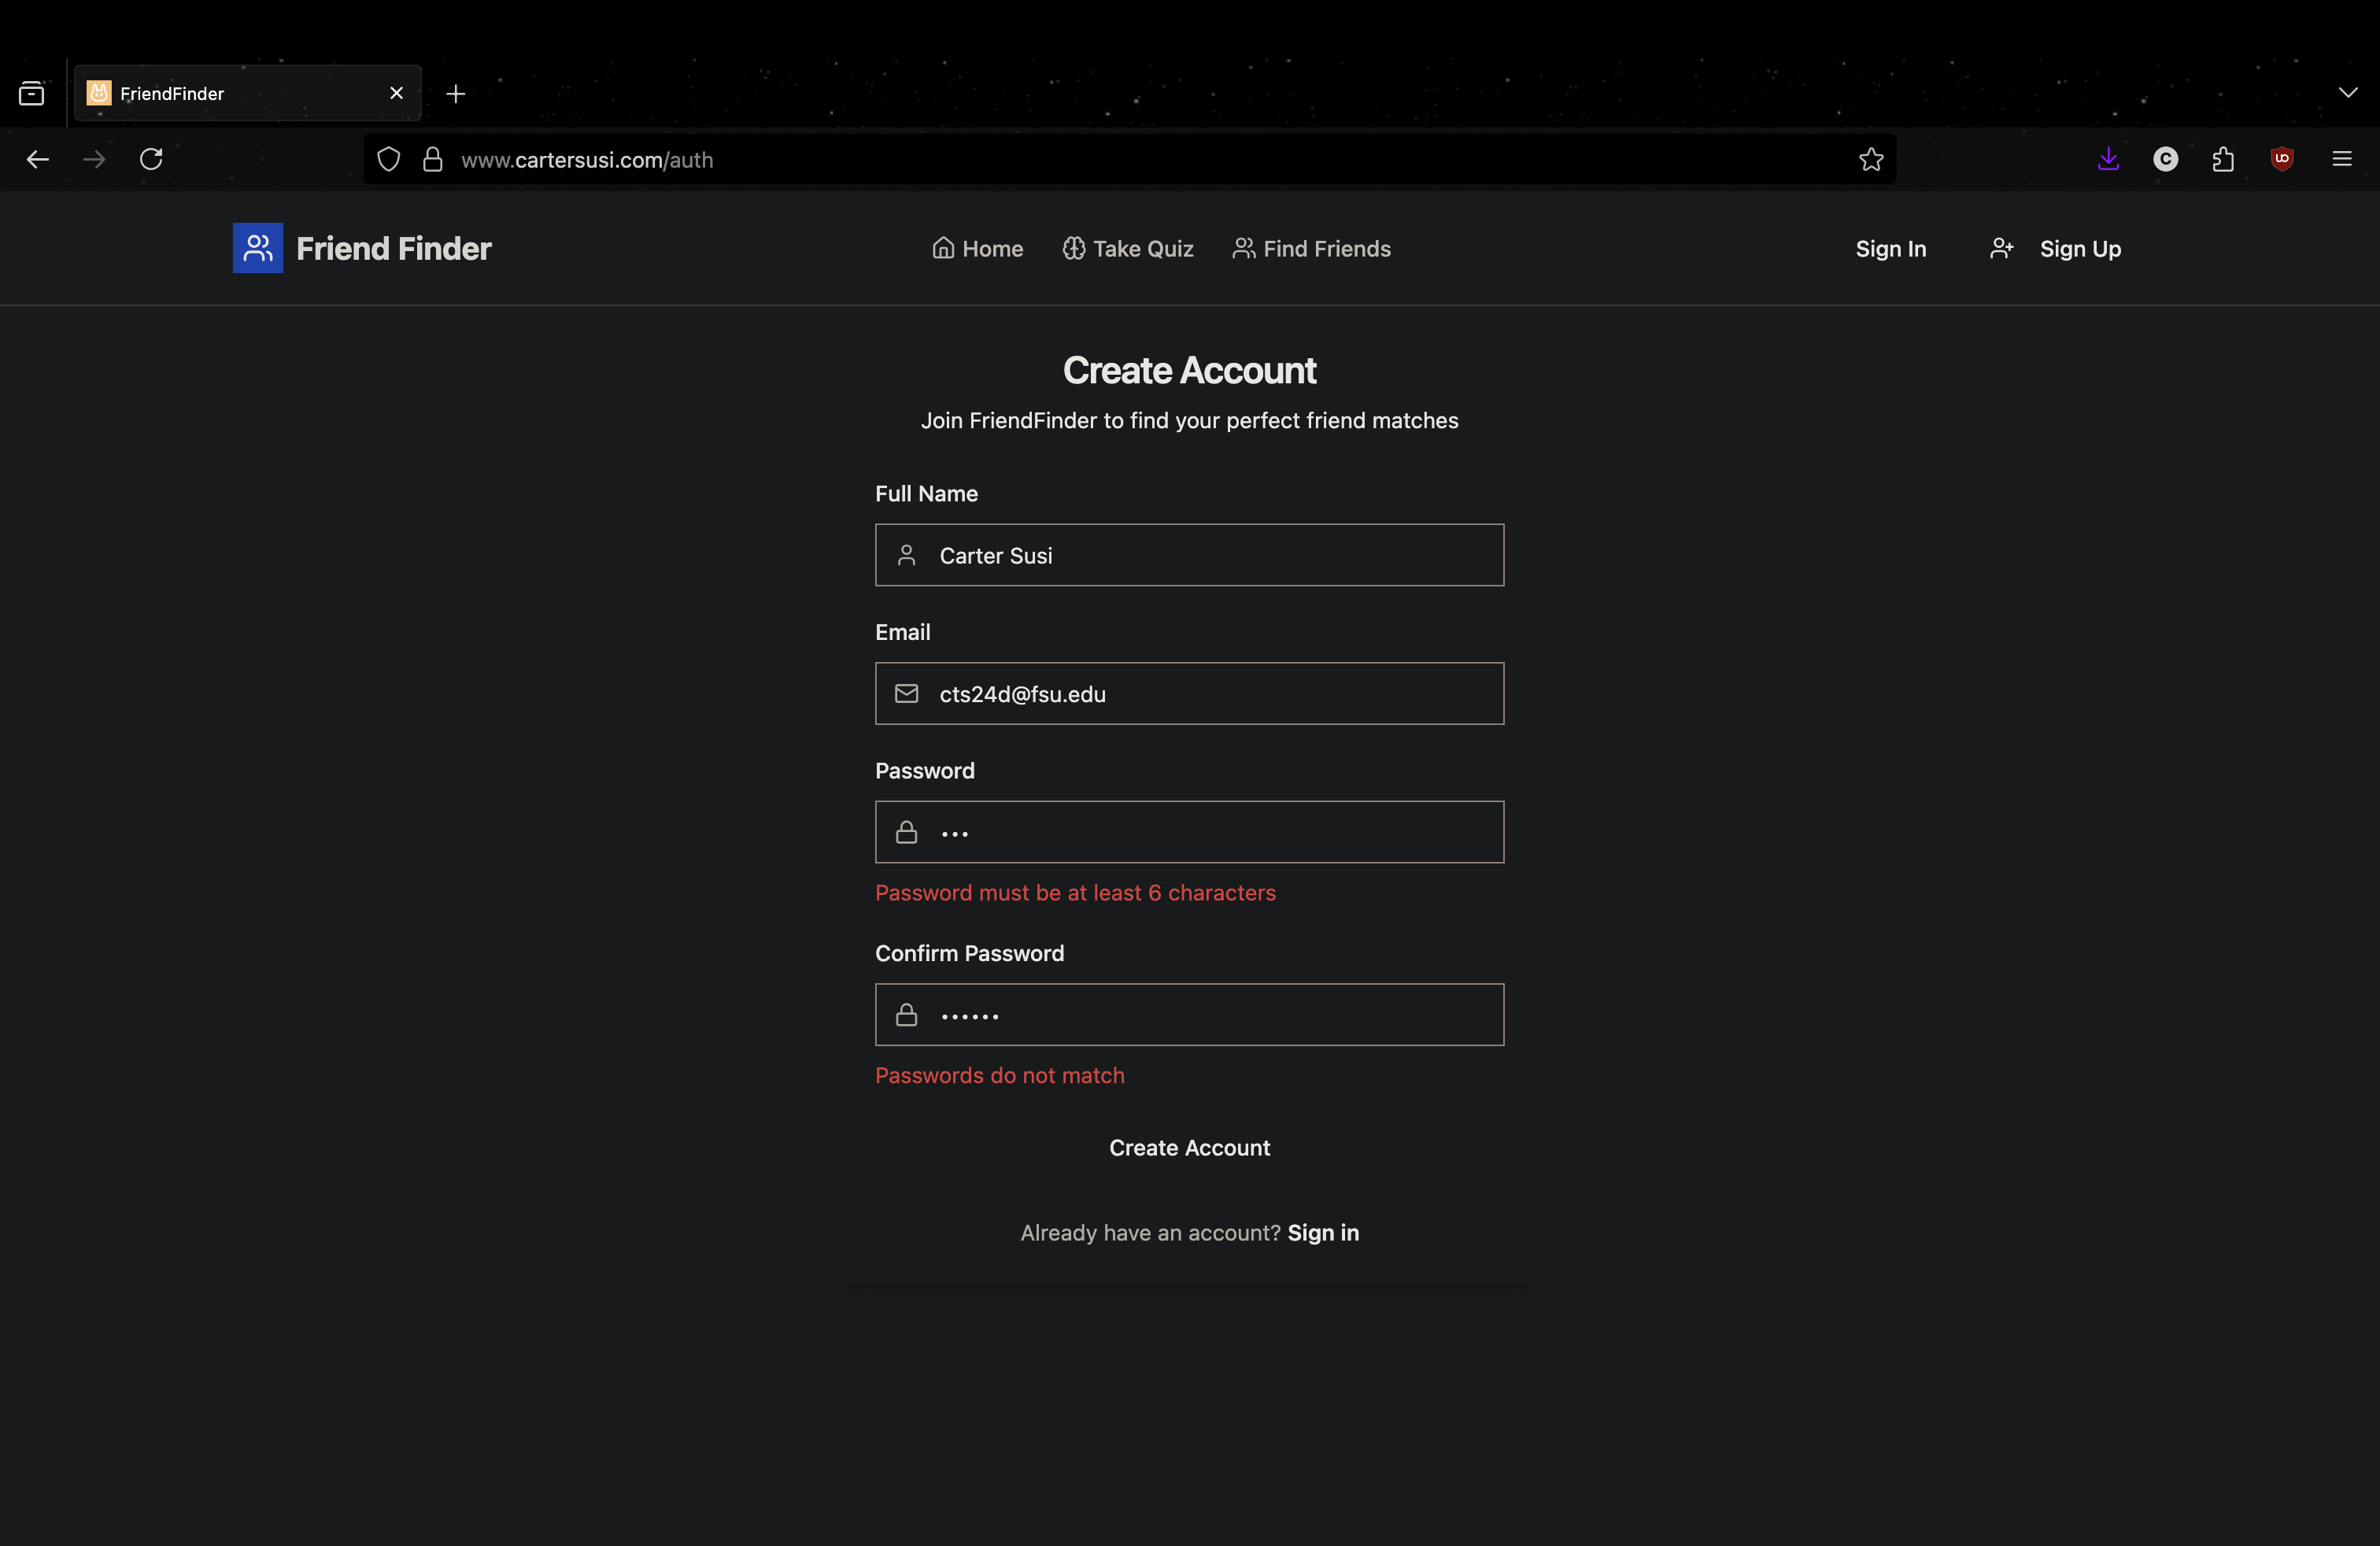 FriendFinder
www.cartersusi.com/auth
Friend Finder
Home
Take Quiz
Find Friends
Sign In
Sign Up
Create Account
Join FriendFinder to find your perfect friend matches
Full Name
Carter Susi
Email
cts24d@fsu.edu
Password
•••
Password must be at least 6 characters
Confirm Password
••••••
Passwords do not match
Create Account
Already have an account? Sign in